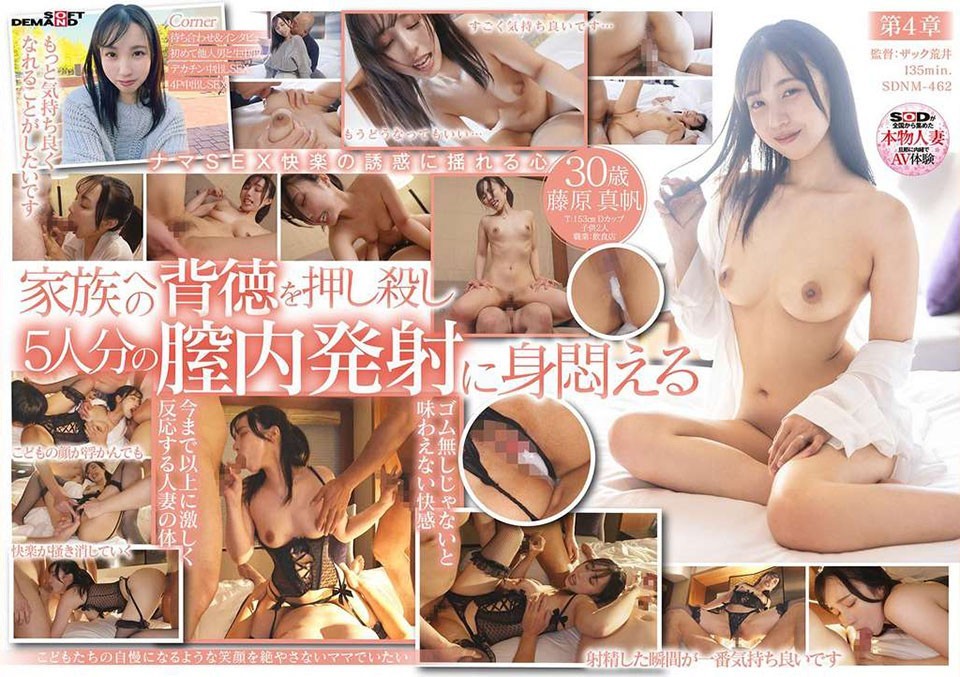 SOFT
DEMAND
もっと気持ち良く
なれることがしたいです
Corner
待ち合わせ&インタビュー
初めて他人男と生中出し
デカチン中出しSEX
4P中出しSEX
すごく気持ち良いです…
もうどうなってもいい…
第4章
監督:ザック荒井
135min.
SDNM-462
SODが
全国から集めた
本物人妻
旦那に内緒で
AV体験
ナマSEX快楽の誘惑に揺れる心
30歳
藤原 真帆
T:153cm Dカップ
子供2人
職業:飲食店
家族への背徳を押し殺し
5人分の膣内発射に身悶える
こどもの顔が浮かんでも
快楽が掻き消していく
今まで以上に激しく
反応する人妻の体
ゴム無しじゃないと
味わえない快感
こどもたちの自慢になるような笑顔を絶やさないママでいたい
射精した瞬間が一番気持ち良いです